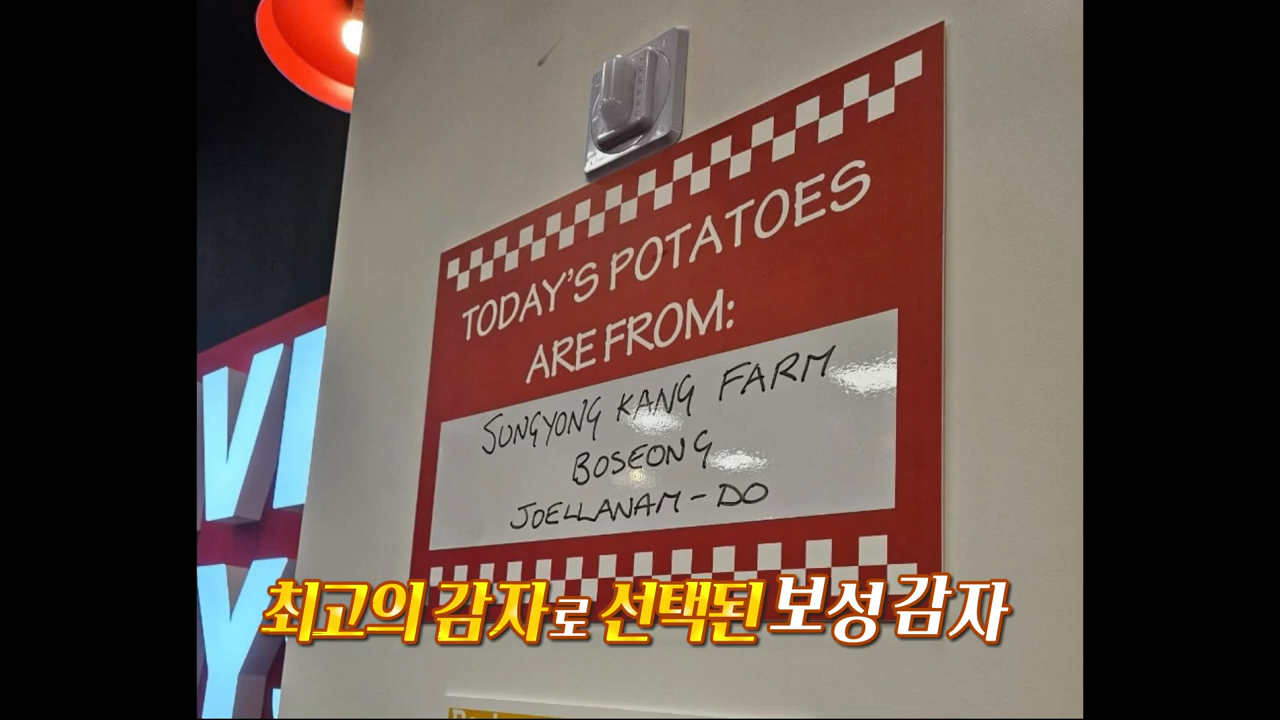 TODAY'S POTATOES
ARE FROM:
SUNGYONG KANG FARM
BOSEONG
JOELLANAM-DO
최고의 감자로 선택된 보성 감자